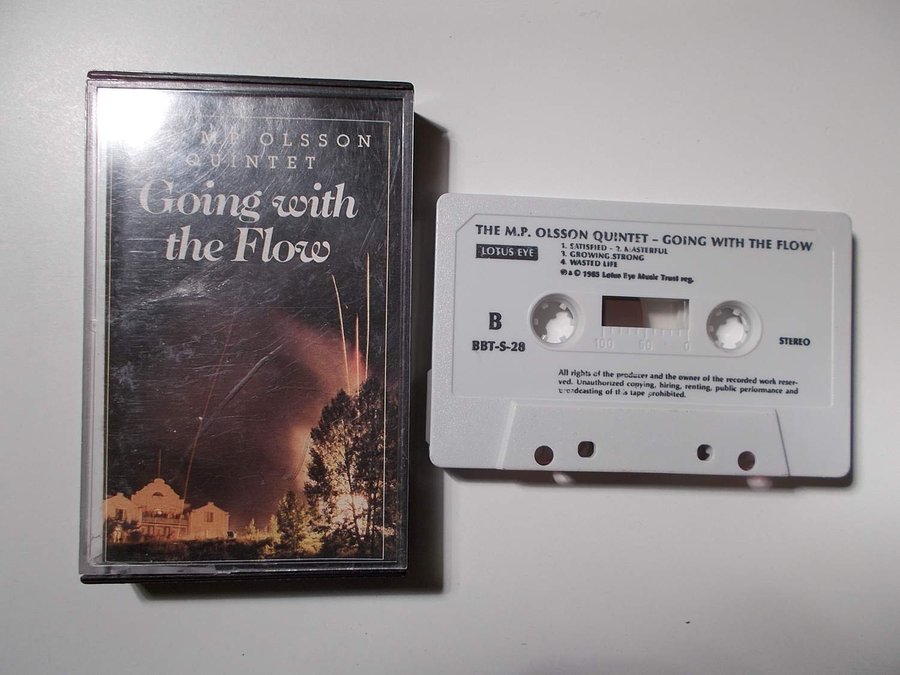 M.P. OLSSON
QUINTET
Going with
the Flow
THE M.P. OLSSON QUINTET – GOING WITH THE FLOW
LOTUS EYE
1. SATISFIED – 2. MASTERFUL
3. GROWING STRONG
4. WASTED LIFE
℗ & © 1985 Lotus Eye Music Trust reg.
B
BBT-S-28
100 50 0
STEREO
All rights of the producer and the owner of the recorded work reser-
ved. Unauthorized copying, hiring, renting, public performance and
broadcasting of this tape prohibited.